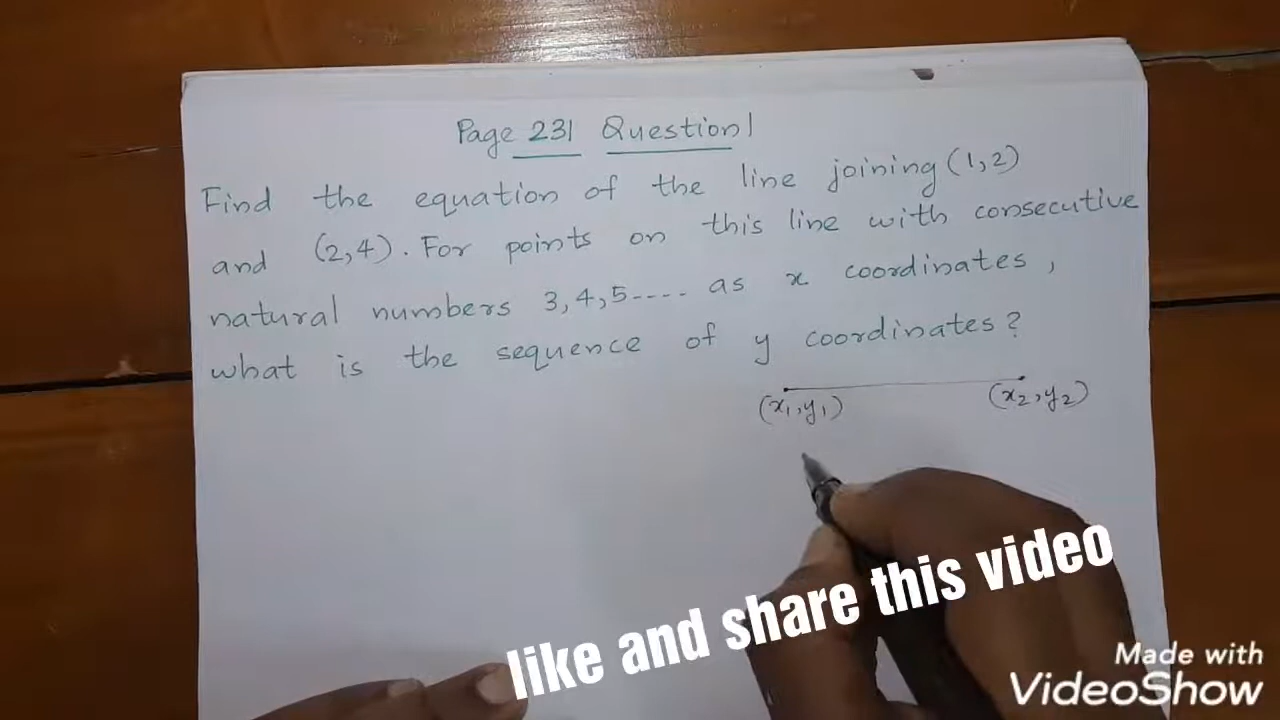 Page 231 Question 1
Find the equation of the line joining (1,2)
and (2,4). For points on this line with consecutive
natural numbers 3,4,5---- as x coordinates,
what is the sequence of y coordinates?
(x₁,y₁) (x₂,y₂)
like and share this video
Made with
VideoShow